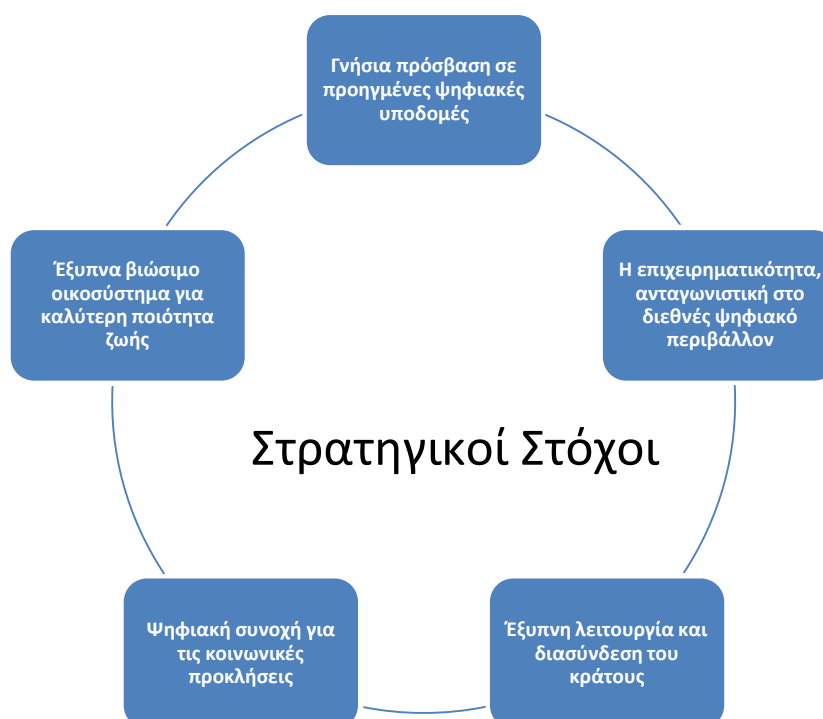 Γνήσια πρόσβαση σε
προηγμένες ψηφιακές
υποδομές
Έξυπνα βιώσιμο
οικοσύστημα για
καλύτερη ποιότητα
ζωής
Η επιχειρηματικότητα,
ανταγωνιστική στο
διεθνές ψηφιακό
περιβάλλον
Στρατηγικοί Στόχοι
Ψηφιακή συνοχή για
τις κοινωνικές
προκλήσεις
Έξυπνη λειτουργία και
διασύνδεση του
κράτους